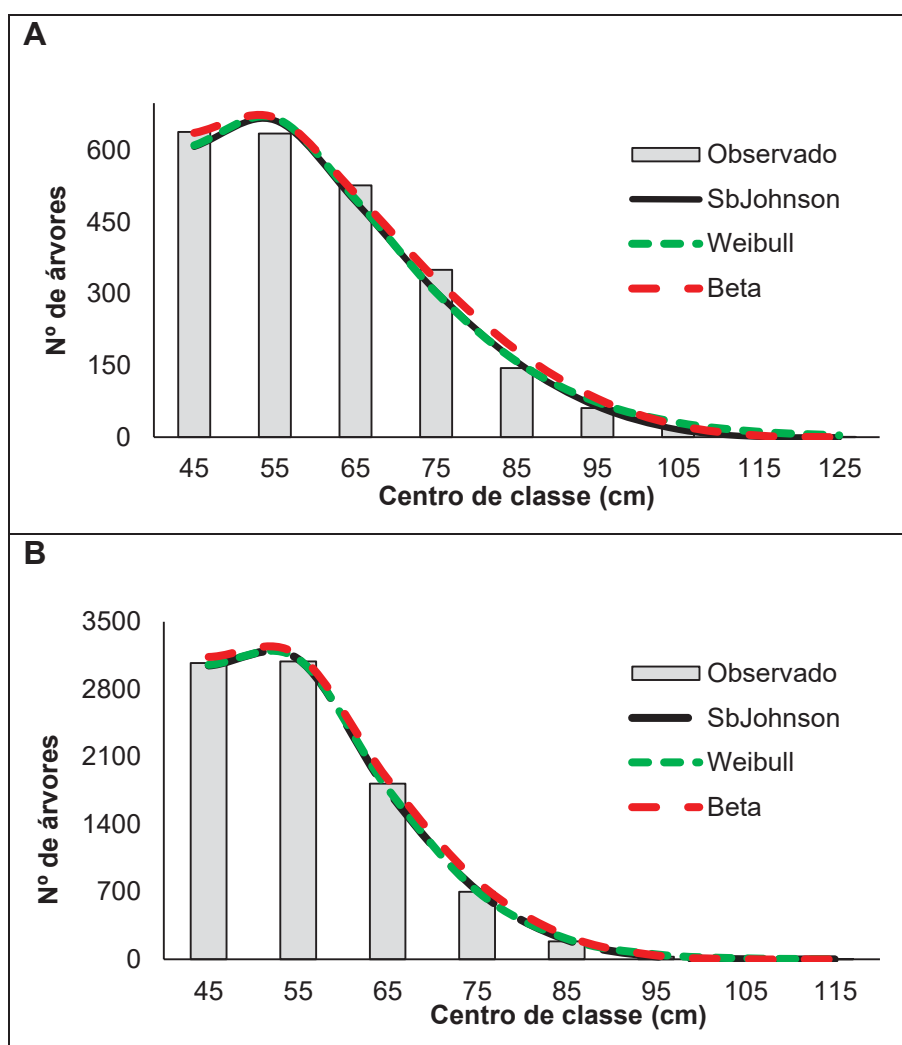 A
Nº de árvores
600
450
300
150
0
Observado
SbJohnson
Weibull
Beta
45 55 65 75 85 95 105 115 125
Centro de classe (cm)
B
Nº de árvores
3500
2800
2100
1400
700
0
Observado
SbJohnson
Weibull
Beta
45 55 65 75 85 95 105 115
Centro de classe (cm)